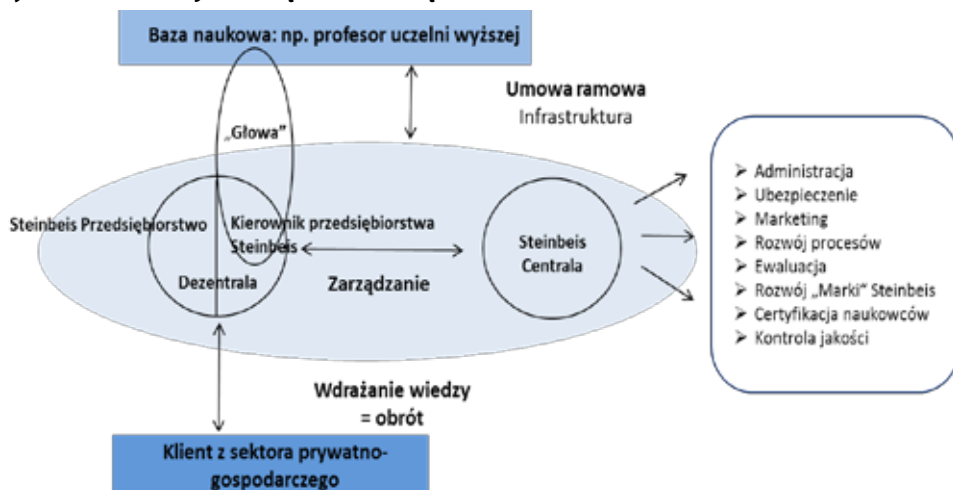 Baza naukowa: np. profesor uczelni wyższej
Umowa ramowa
Infrastruktura
„Głowa”
Steinbeis Przedsiębiorstwo
Kierownik przedsiębiorstwa
Steinbeis
Dezentrala
Zarządzanie
Steinbeis
Centrala
➢ Administracja
➢ Ubezpieczenie
➢ Marketing
➢ Rozwój procesów
➢ Ewaluacja
➢ Rozwój „Marki” Steinbeis
➢ Certyfikacja naukowców
➢ Kontrola jakości
Wdrażanie wiedzy
= obrót
Klient z sektora prywatno-
gospodarczego